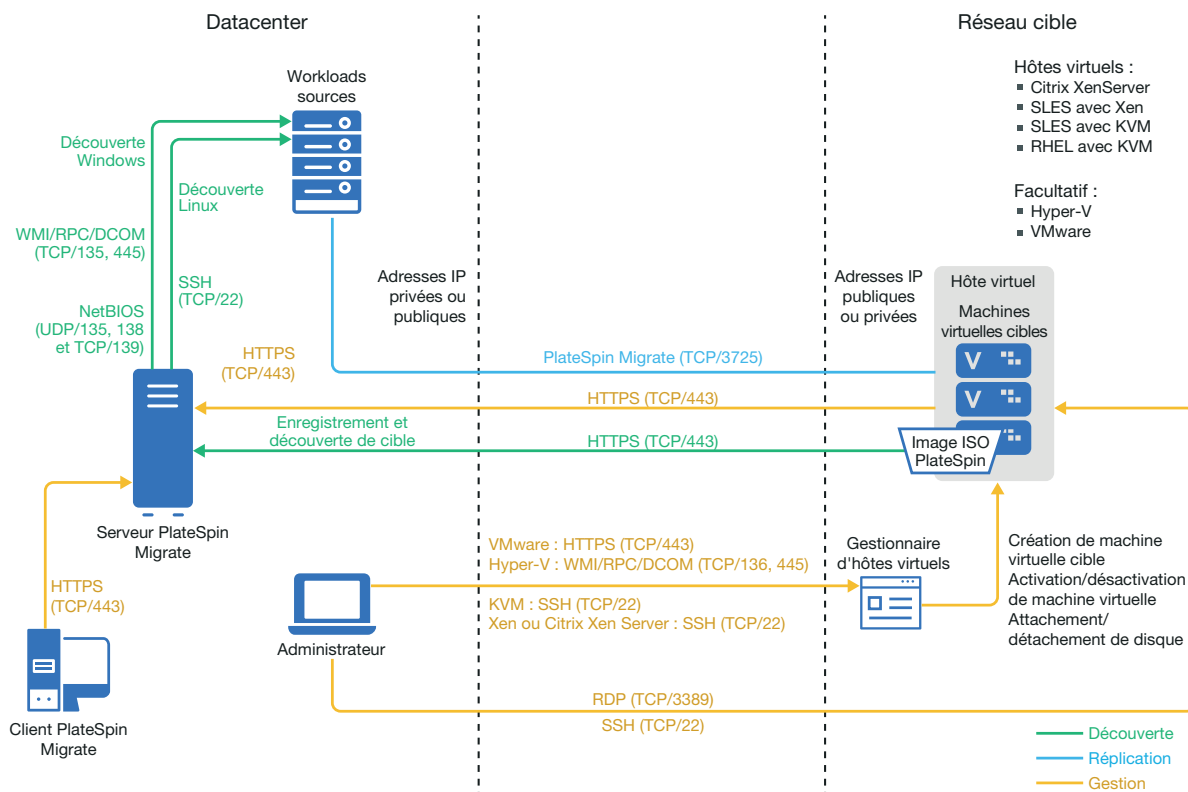 Datacenter
Réseau cible
Workloads
sources
Hôtes virtuels :
Citrix XenServer
SLES avec Xen
SLES avec KVM
RHEL avec KVM
Facultatif :
Hyper-V
VMware
Découverte
Windows
Découverte
Linux
WMI/RPC/DCOM
(TCP/135, 445)
SSH
(TCP/22)
NetBIOS
(UDP/135, 138
et TCP/139)
Adresses IP
privées ou
publiques
Adresses IP
publiques
ou privées
Hôte virtuel
Machines
virtuelles cibles
V
V
Image ISO
PlateSpin
HTTPS
(TCP/443)
PlateSpin Migrate (TCP/3725)
HTTPS (TCP/443)
Enregistrement et
découverte de cible
HTTPS (TCP/443)
Serveur PlateSpin
Migrate
HTTPS
(TCP/443)
Client PlateSpin
Migrate
Administrateur
VMware : HTTPS (TCP/443)
Hyper-V : WMI/RPC/DCOM (TCP/136, 445)
KVM : SSH (TCP/22)
Xen ou Citrix Xen Server : SSH (TCP/22)
Gestionnaire
d'hôtes virtuels
Création de machine
virtuelle cible
Activation/désactivation
de machine virtuelle
Attachement/
détachement de disque
RDP (TCP/3389)
SSH (TCP/22)
Découverte
Réplication
Gestion